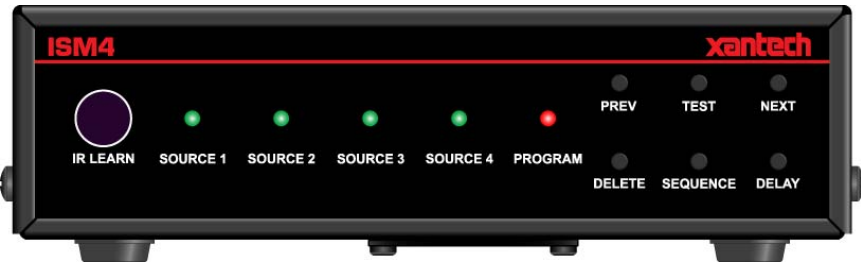 ISM4 xantech
PREV TEST NEXT
IR LEARN SOURCE 1 SOURCE 2 SOURCE 3 SOURCE 4 PROGRAM
DELETE SEQUENCE DELAY